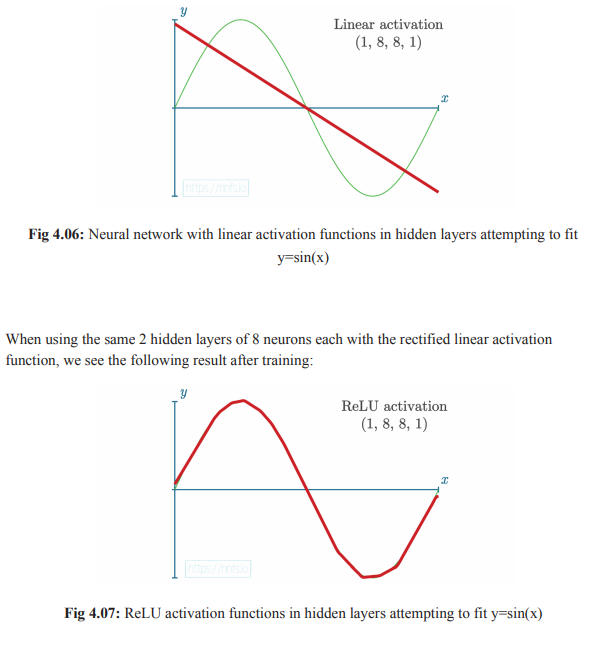 y
Linear activation
(1, 8, 8, 1)
x
https://nnfs.io
Fig 4.06: Neural network with linear activation functions in hidden layers attempting to fit
y=sin(x)
When using the same 2 hidden layers of 8 neurons each with the rectified linear activation
function, we see the following result after training:
y
ReLU activation
(1, 8, 8, 1)
x
https://nnfs.io
Fig 4.07: ReLU activation functions in hidden layers attempting to fit y=sin(x)